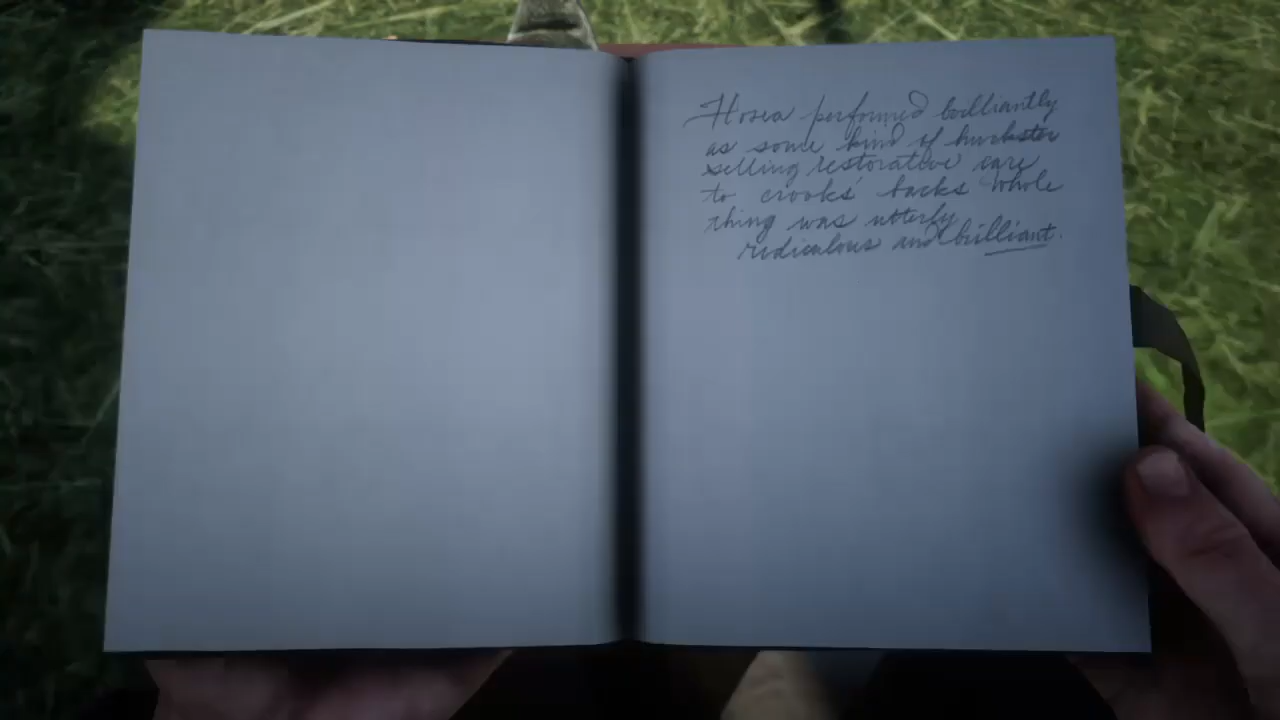 Hosea performed brilliantly
as some kind of huckster
selling restorative care
to crooks' backs whole
thing was utterly
ridiculous and brilliant.